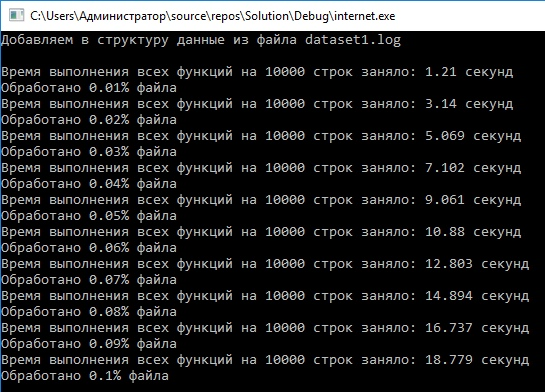 C:\Users\Администратор\source\repos\Solution\Debug\internet.exe
Добавляем в структуру данные из файла dataset1.log
Время выполнения всех функций на 10000 строк заняло: 1.21 секунд
Обработано 0.01% файла
Время выполнения всех функций на 10000 строк заняло: 3.14 секунд
Обработано 0.02% файла
Время выполнения всех функций на 10000 строк заняло: 5.069 секунд
Обработано 0.03% файла
Время выполнения всех функций на 10000 строк заняло: 7.102 секунд
Обработано 0.04% файла
Время выполнения всех функций на 10000 строк заняло: 9.061 секунд
Обработано 0.05% файла
Время выполнения всех функций на 10000 строк заняло: 10.88 секунд
Обработано 0.06% файла
Время выполнения всех функций на 10000 строк заняло: 12.803 секунд
Обработано 0.07% файла
Время выполнения всех функций на 10000 строк заняло: 14.894 секунд
Обработано 0.08% файла
Время выполнения всех функций на 10000 строк заняло: 16.737 секунд
Обработано 0.09% файла
Время выполнения всех функций на 10000 строк заняло: 18.779 секунд
Обработано 0.1% файла